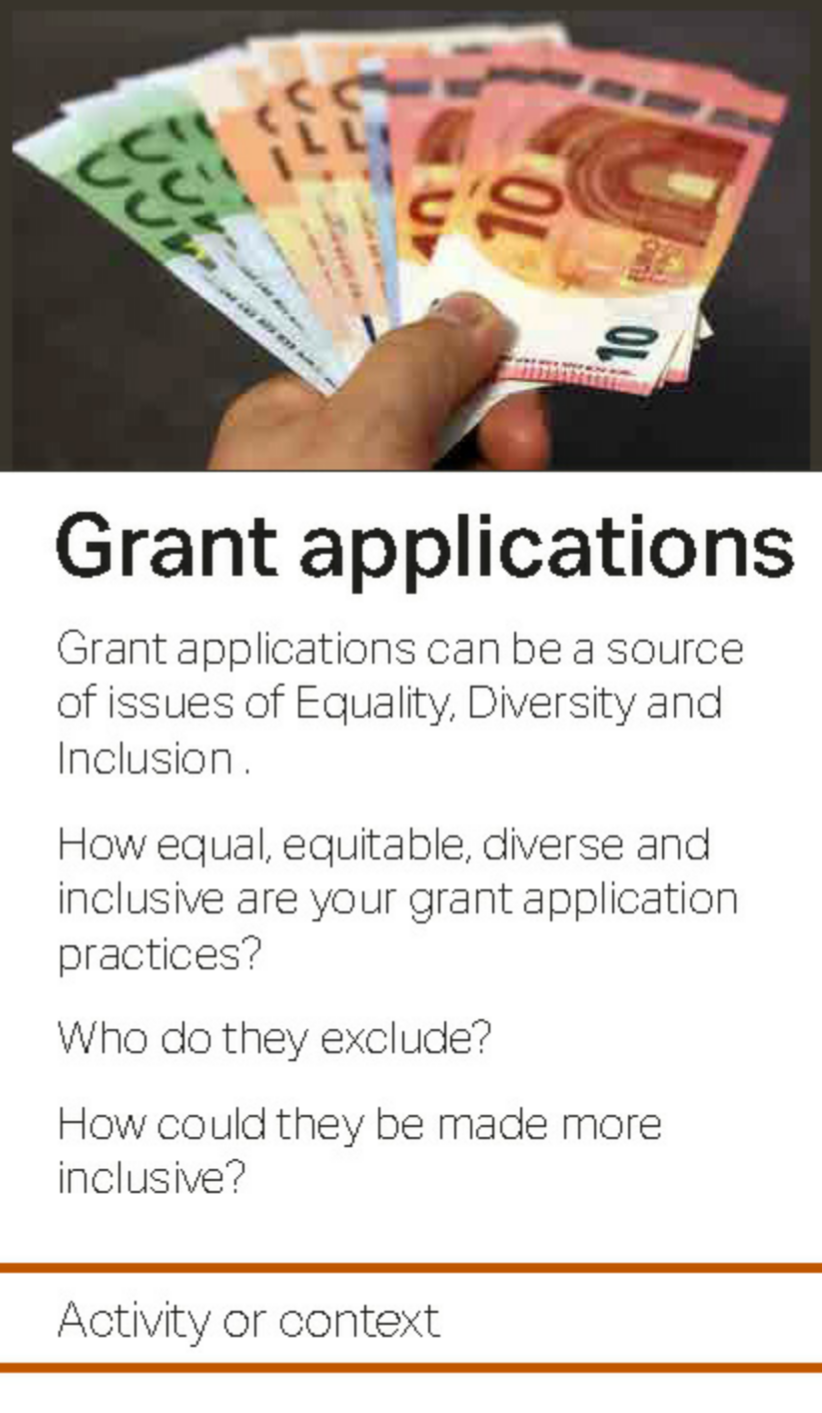 10
10
EURO
10
Grant applications
Grant applications can be a source
of issues of Equality, Diversity and
Inclusion .
How equal, equitable, diverse and
inclusive are your grant application
practices?
Who do they exclude?
How could they be made more
inclusive?
Activity or context